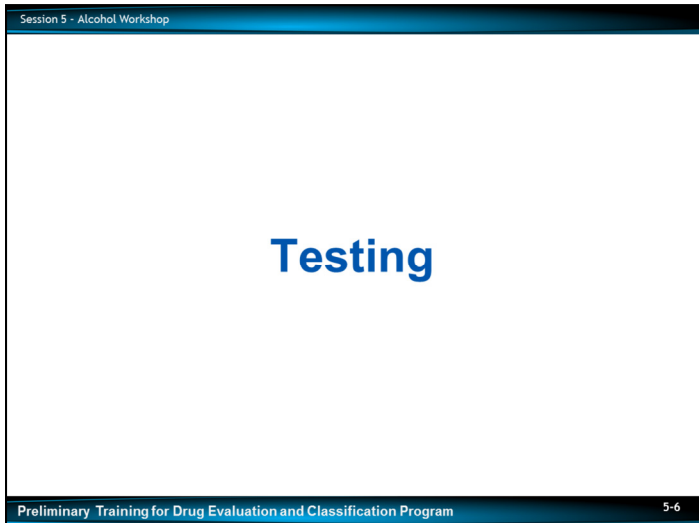 Session 5 - Alcohol Workshop
Testing
Preliminary Training for Drug Evaluation and Classification Program
5-6